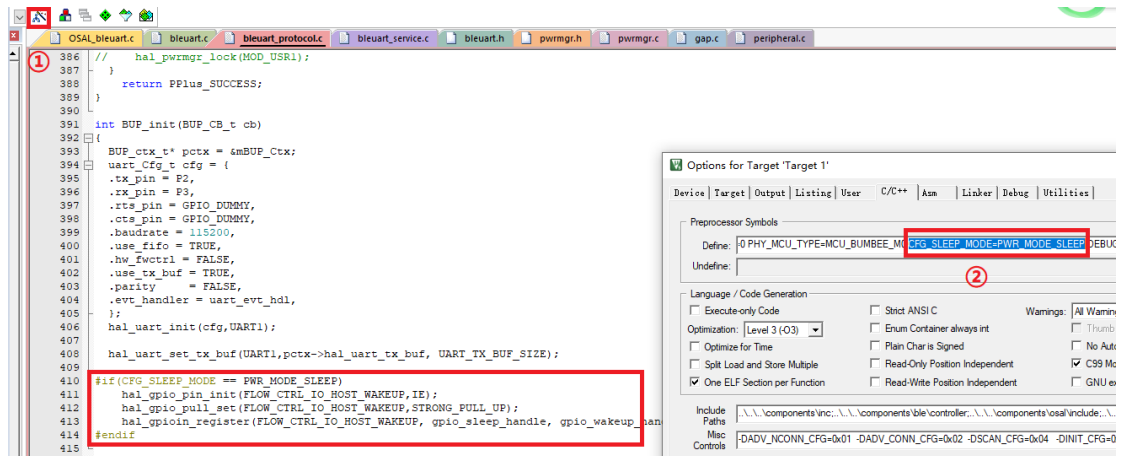 OSAL_bleuart.c bleuart.c bleuart_protocol.c bleuart_service.c bleuart.h pwrmgr.h pwrmgr.c gap.c peripheral.c
①
386 // hal_pwrmgr_lock(MOD_USR1);
387 }
388 return PPlus_SUCCESS;
389 }
390
391 int BUP_init(BUP_CB_t cb)
392 {
393 BUP_ctx_t* pctx = &mBUP_Ctx;
394 uart_Cfg_t cfg = {
395 .tx_pin = P2,
396 .rx_pin = P3,
397 .rts_pin = GPIO_DUMMY,
398 .cts_pin = GPIO_DUMMY,
399 .baudrate = 115200,
400 .use_fifo = TRUE,
401 .hw_fwctrl = FALSE,
402 .use_tx_buf = TRUE,
403 .parity = FALSE,
404 .evt_handler = uart_evt_hdl,
405 };
406 hal_uart_init(cfg,UART1);
407
408 hal_uart_set_tx_buf(UART1,pctx->hal_uart_tx_buf, UART_TX_BUF_SIZE);
409
410 #if(CFG_SLEEP_MODE == PWR_MODE_SLEEP)
411 hal_gpio_pin_init(FLOW_CTRL_IO_HOST_WAKEUP,IE);
412 hal_gpio_pull_set(FLOW_CTRL_IO_HOST_WAKEUP,STRONG_PULL_UP);
413 hal_gpioin_register(FLOW_CTRL_IO_HOST_WAKEUP, gpio_sleep_handle, gpio_wakeup_han
414 #endif
415
Options for Target 'Target 1'
Device Target Output Listing User C/C++ Asm Linker Debug Utilities
Preprocessor Symbols
Define: =0 PHY_MCU_TYPE=MCU_BUMBEE_M0 CFG_SLEEP_MODE=PWR_MODE_SLEEP DEBUG
Undefine:
②
Language / Code Generation
Execute-only Code Strict ANSI C Warnings: All Warning
Optimization: Level 3 (-O3) Enum Container always int Thumb
Optimize for Time Plain Char is Signed No Auto
Split Load and Store Multiple Read-Only Position Independent C99 Mo
One ELF Section per Function Read-Write Position Independent GNU ex
Include Paths ..\..\..\components\inc;..\..\..\components\ble\controller;..\..\..\components\osal\include;..\.
Misc Controls -DADV_NCONN_CFG=0x01 -DADV_CONN_CFG=0x02 -DSCAN_CFG=0x04 -DINIT_CFG=0